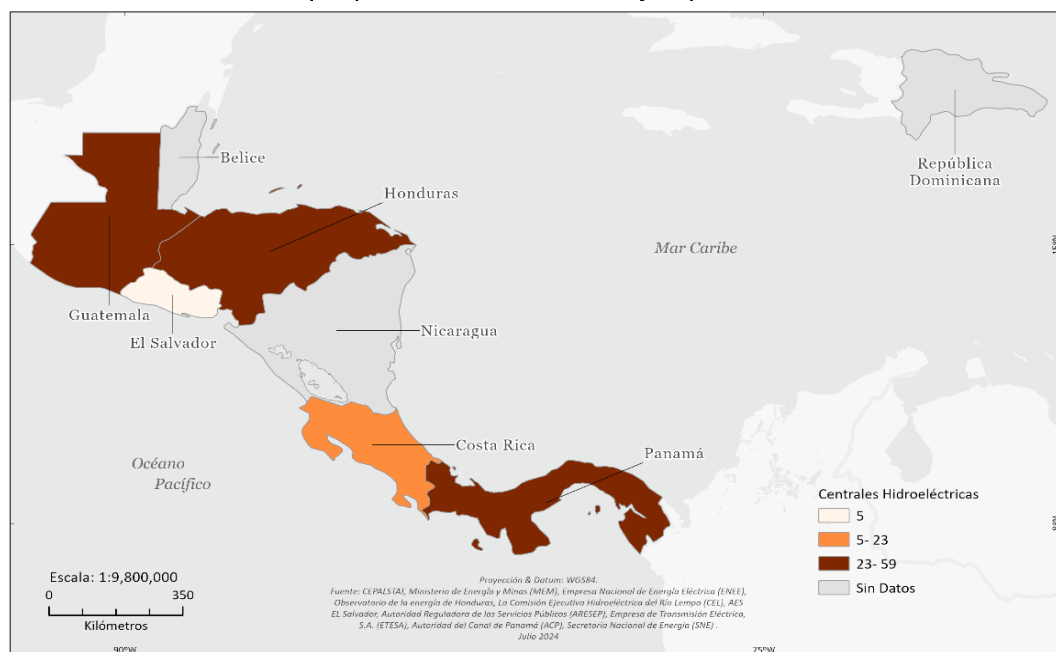 Belice
Honduras
República
Dominicana
Mar Caribe
15°N
Guatemala
El Salvador
Nicaragua
Costa Rica
Panamá
Océano
Pacífico
Centrales Hidroeléctricas
5
5- 23
23- 59
Sin Datos
8°N
Escala: 1:9,800,000
0 350
Kilómetros
Proyección & Datum: WGS84.
Fuente: CEPALSTAT, Ministerio de Energía y Minas (MEM), Empresa Nacional de Energía Eléctrica (ENEE),
Observatorio de la energía de Honduras, La Comisión Ejecutiva Hidroeléctrica del Río Lempa (CEL), AES
EL Salvador, Autoridad Reguladora de los Servicios Públicos (ARESEP), Empresa de Transmisión Eléctrica,
S.A. (ETESA), Autoridad del Canal de Panamá (ACP), Secretaría Nacional de Energía (SNE) .
Julio 2024
90°W 75°W